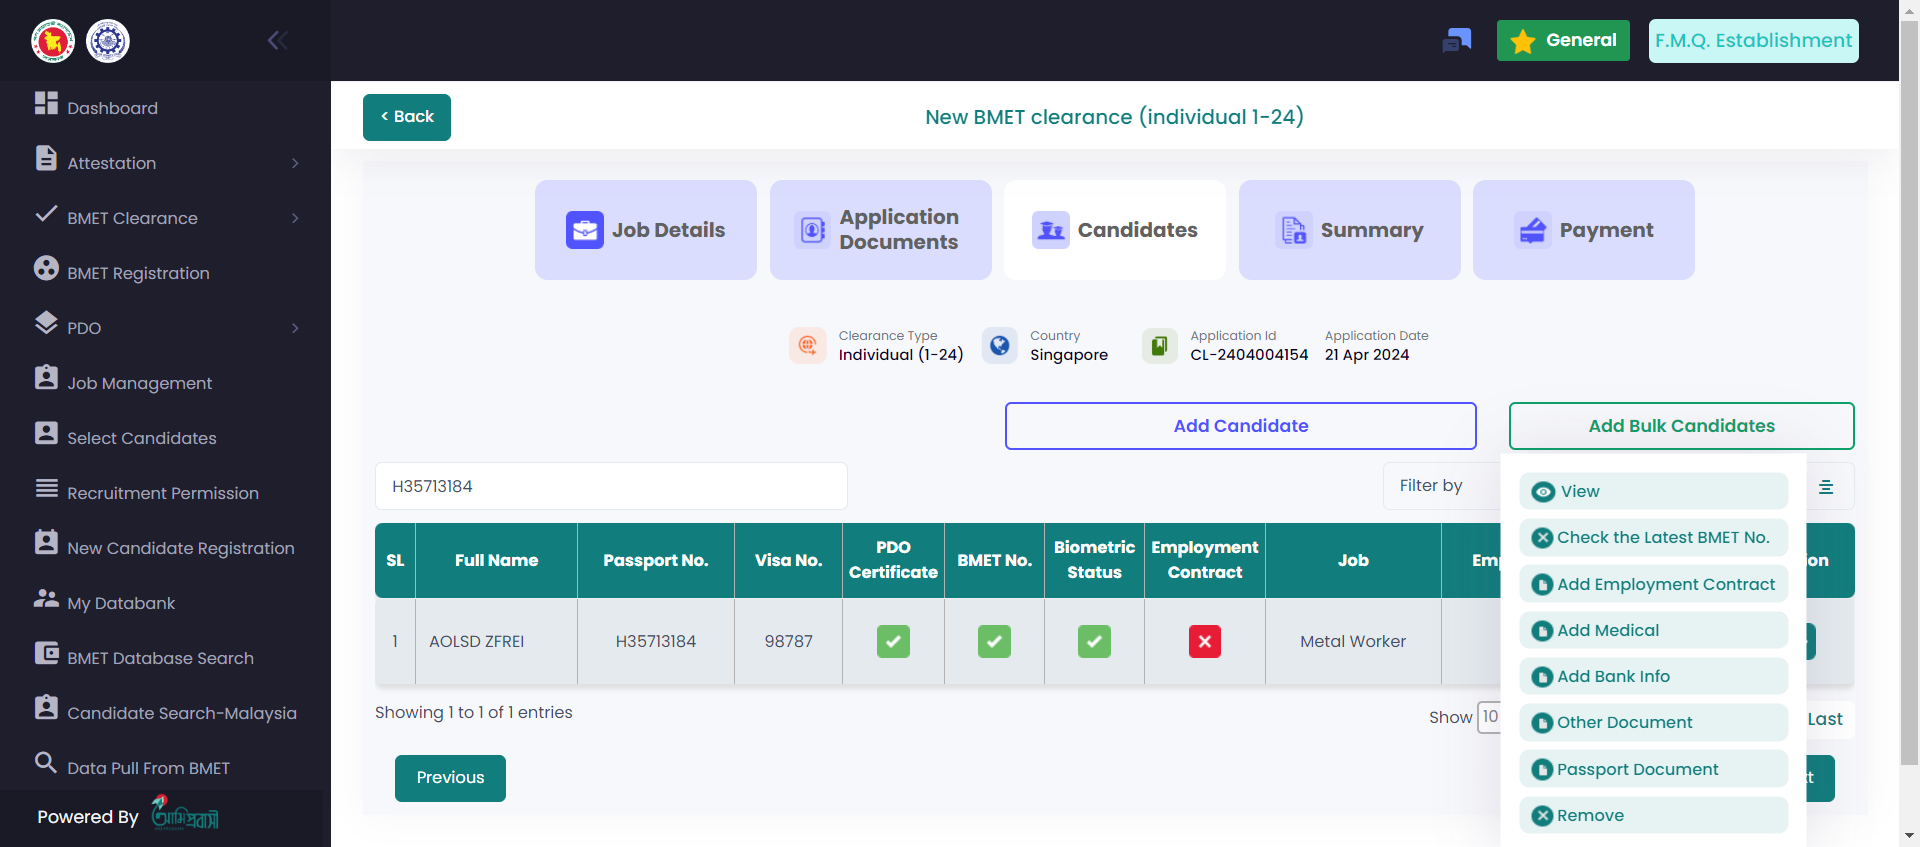 General
F.M.Q. Establishment
Dashboard
Attestation
BMET Clearance
BMET Registration
PDO
Job Management
Select Candidates
Recruitment Permission
New Candidate Registration
My Databank
BMET Database Search
Candidate Search-Malaysia
Data Pull From BMET
Powered By আমি প্রবাসী
< Back
New BMET clearance (individual 1-24)
Job Details
Application
Documents
Candidates
Summary
Payment
Clearance Type
Individual (1-24)
Country
Singapore
Application Id
CL-2404004154
Application Date
21 Apr 2024
Add Candidate
Add Bulk Candidates
H35713184
Filter by
SL
Full Name
Passport No.
Visa No.
PDO
Certificate
BMET No.
Biometric
Status
Employment
Contract
Job
Emp
on
1
AOLSD ZFREI
H35713184
98787
Metal Worker
Showing 1 to 1 of 1 entries
Show 10
Last
Previous
View
Check the Latest BMET No.
Add Employment Contract
Add Medical
Add Bank Info
Other Document
Passport Document
Remove